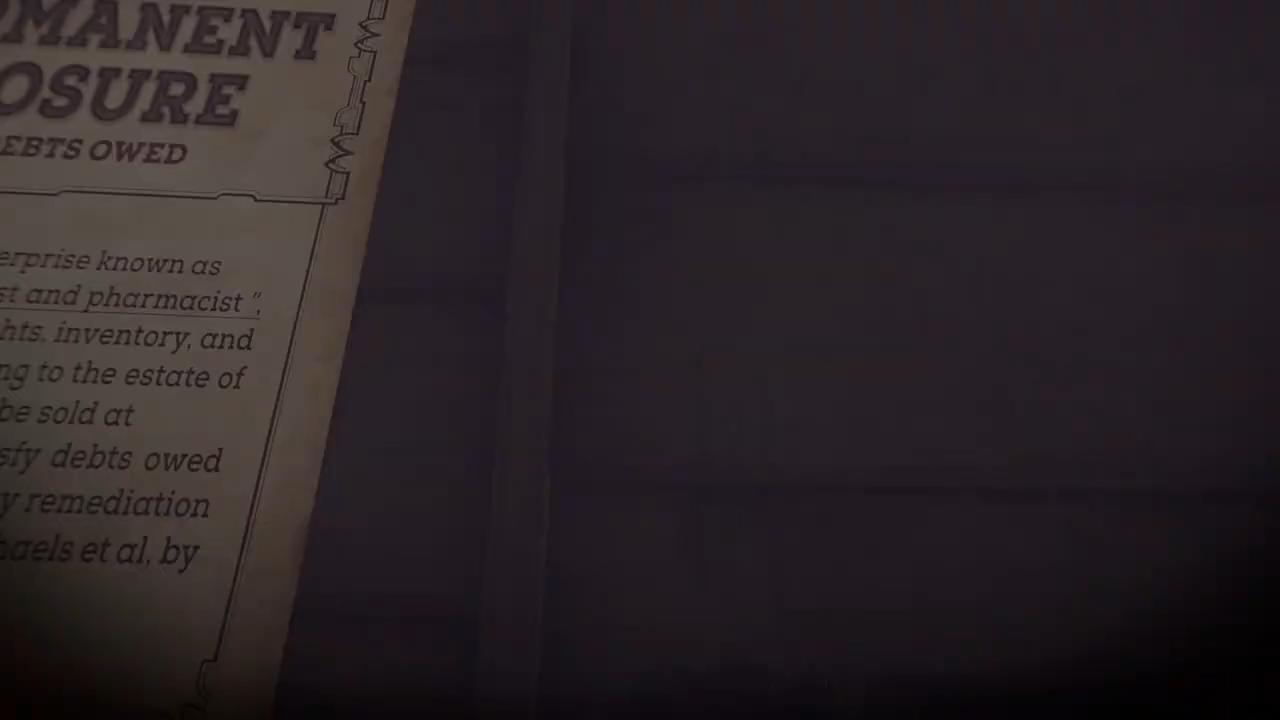 MANENT
OSURE
EBTS OWED
erprise known as
st and pharmacist ",
hts, inventory, and
ng to the estate of
be sold at
sfy debts owed
y remediation
haels et al, by